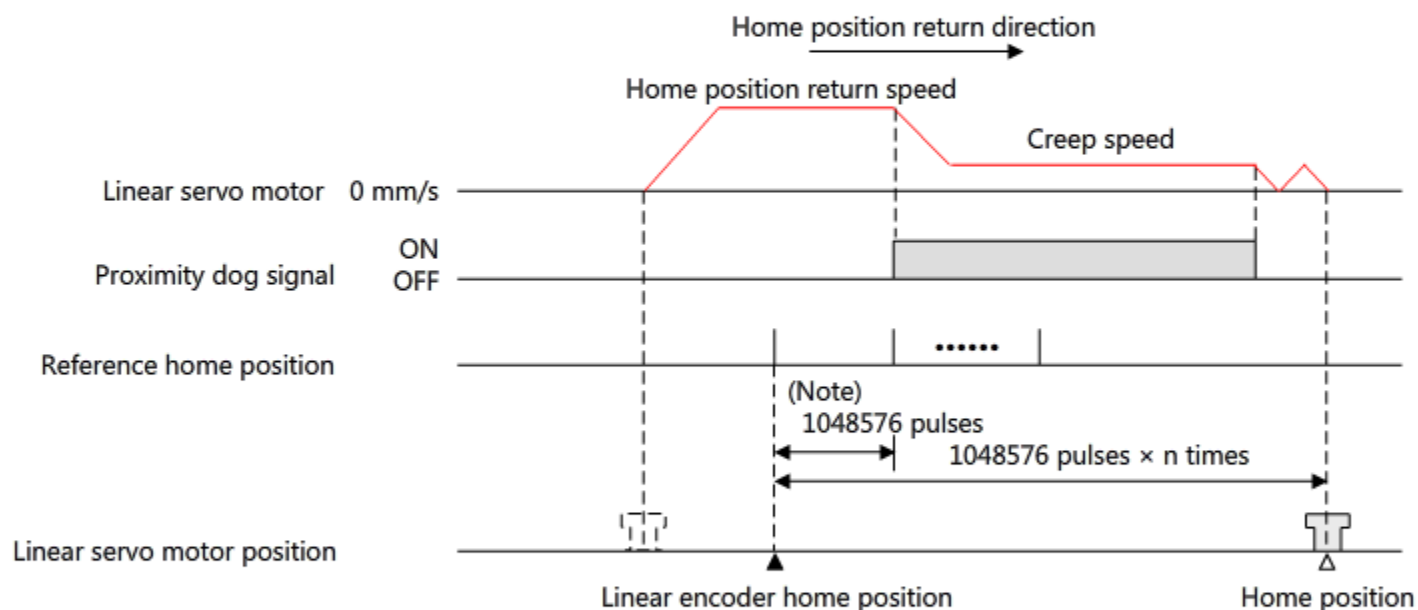 Home position return direction
Home position return speed
Creep speed
Linear servo motor 0 mm/s
ON
Proximity dog signal
OFF
Reference home position
(Note)
1048576 pulses
1048576 pulses × n times
Linear servo motor position
Linear encoder home position
Home position